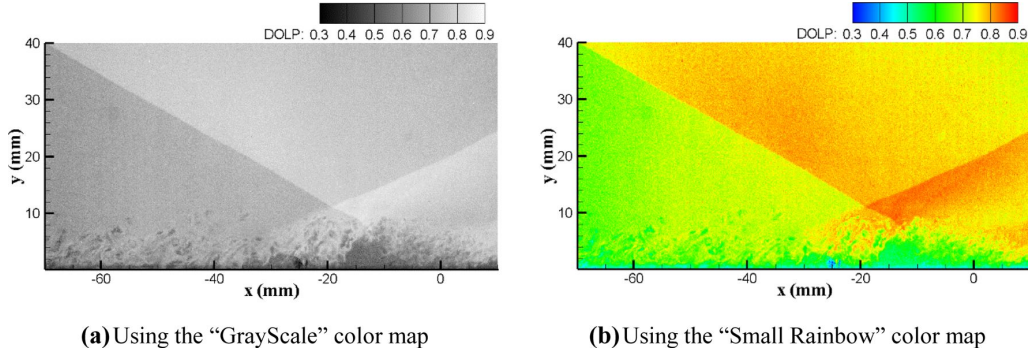 DOLP: 0.3 0.4 0.5 0.6 0.7 0.8 0.9
40
30
20
10
y (mm)
-60 -40 -20 0
x (mm)
(a) Using the “GrayScale” color map
DOLP: 0.3 0.4 0.5 0.6 0.7 0.8 0.9
40
30
20
10
y (mm)
-60 -40 -20 0
x (mm)
(b) Using the “Small Rainbow” color map